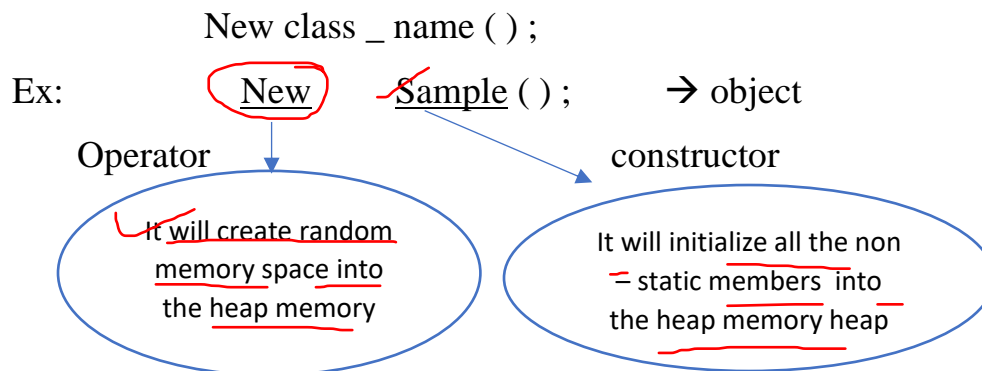 New class _ name ( ) ;
Ex: New Sample ( ) ; → object
Operator constructor
It will create random
memory space into
the heap memory
It will initialize all the non
– static members into
the heap memory heap